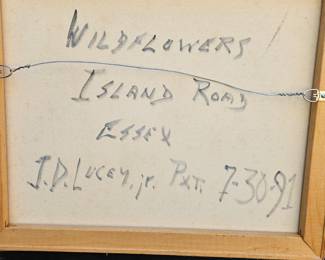 WILDFLOWERS
ISLAND ROAD
ESSEX
J.D. LUCEY, jr. PXT. 7-30-91